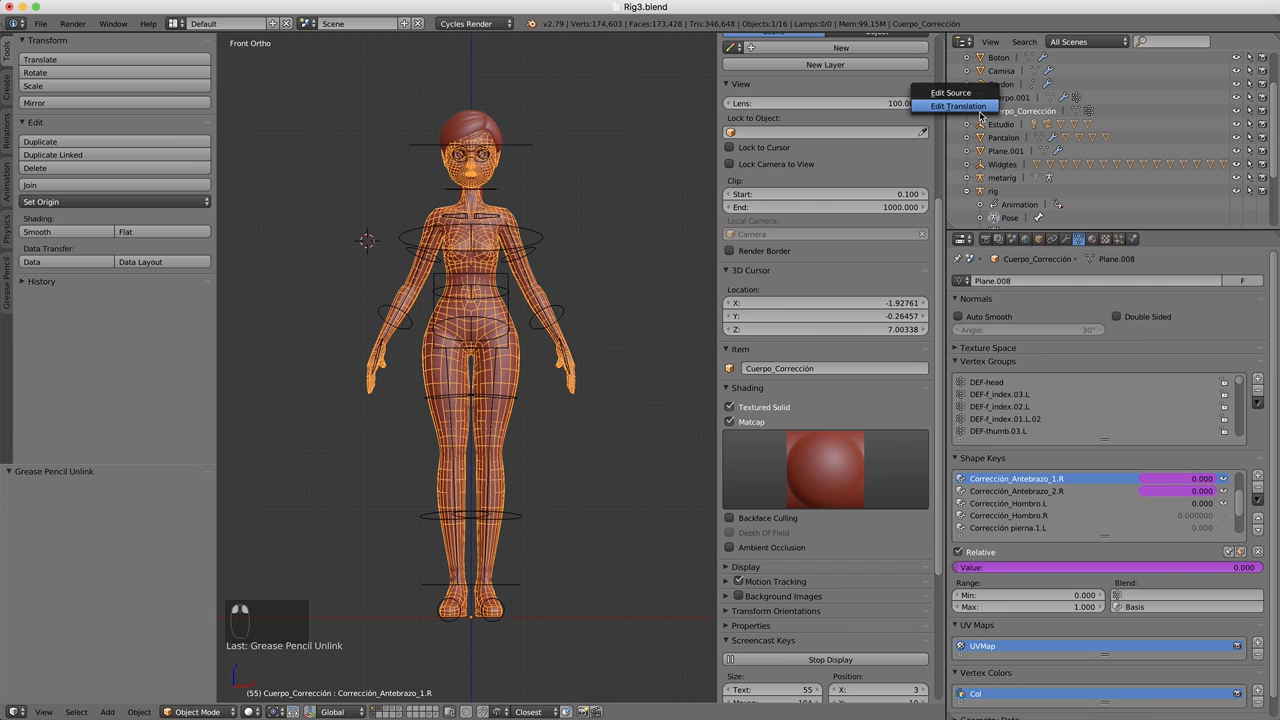 Rig3.blend
File Render Window Help Default Scene Cycles Render v2.79 | Verts:174,603 | Faces:173,428 | Tris:346,648 | Objects:1/16 | Lamps:0/0 | Mem:99.15M | Cuerpo_Corrección
Tools
Create
Relations
Animation
Physics
Grease Pencil
Transform
Translate
Rotate
Scale
Mirror
Edit
Duplicate
Duplicate Linked
Delete
Join
Set Origin
Shading:
Smooth Flat
Data Transfer:
Data Data Layout
History
Grease Pencil Unlink
Front Ortho
Last: Grease Pencil Unlink
(55) Cuerpo_Corrección : Corrección_Antebrazo_1.R
View Select Add Object Object Mode Global Closest
New
New Layer
View
Lens: 100.0
Lock to Object:
Lock to Cursor
Lock Camera to View
Clip:
Start: 0.100
End: 1000.000
Local Camera:
Camera
Render Border
3D Cursor
Location:
X: -1.92761
Y: -0.26457
Z: 7.00338
Item
Cuerpo_Corrección
Shading
Textured Solid
Matcap
Backface Culling
Depth Of Field
Ambient Occlusion
Display
Motion Tracking
Background Images
Transform Orientations
Properties
Screencast Keys
Stop Display
Size: Position:
Text: 55 X: 3
Edit Source
Edit Translation
View Search All Scenes
Boton
Camisa
rdon
rpo.001
erpo_Corrección
Estudio
Pantalon
Plane.001
Widgtes
metarig
rig
Animation
Pose
Cuerpo_Corrección Plane.008
Plane.008 F
Normals
Auto Smooth Double Sided
Angle: 30°
Texture Space
Vertex Groups
DEF-head
DEF-f_index.03.L
DEF-f_index.02.L
DEF-f_index.01.L.02
DEF-thumb.03.L
Shape Keys
Corrección_Antebrazo_1.R 0.000
Corrección_Antebrazo_2.R 0.000
Corrección_Hombro.L 0.000
Corrección_Hombro.R 0.000000
Corrección pierna.1.L 0.000
Relative
Value: 0.000
Range: Blend:
Min: 0.000
Max: 1.000 Basis
UV Maps
UVMap
Vertex Colors
Col